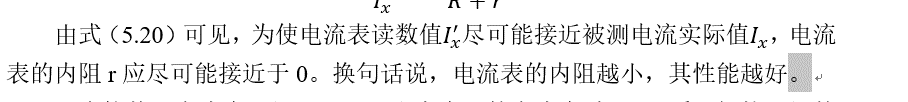 由式（5.20）可见，为使电流表读数值I′ₓ尽可能接近被测电流实际值Iₓ，电流
表的内阻 r 应尽可能接近于 0。换句话说，电流表的内阻越小，其性能越好。